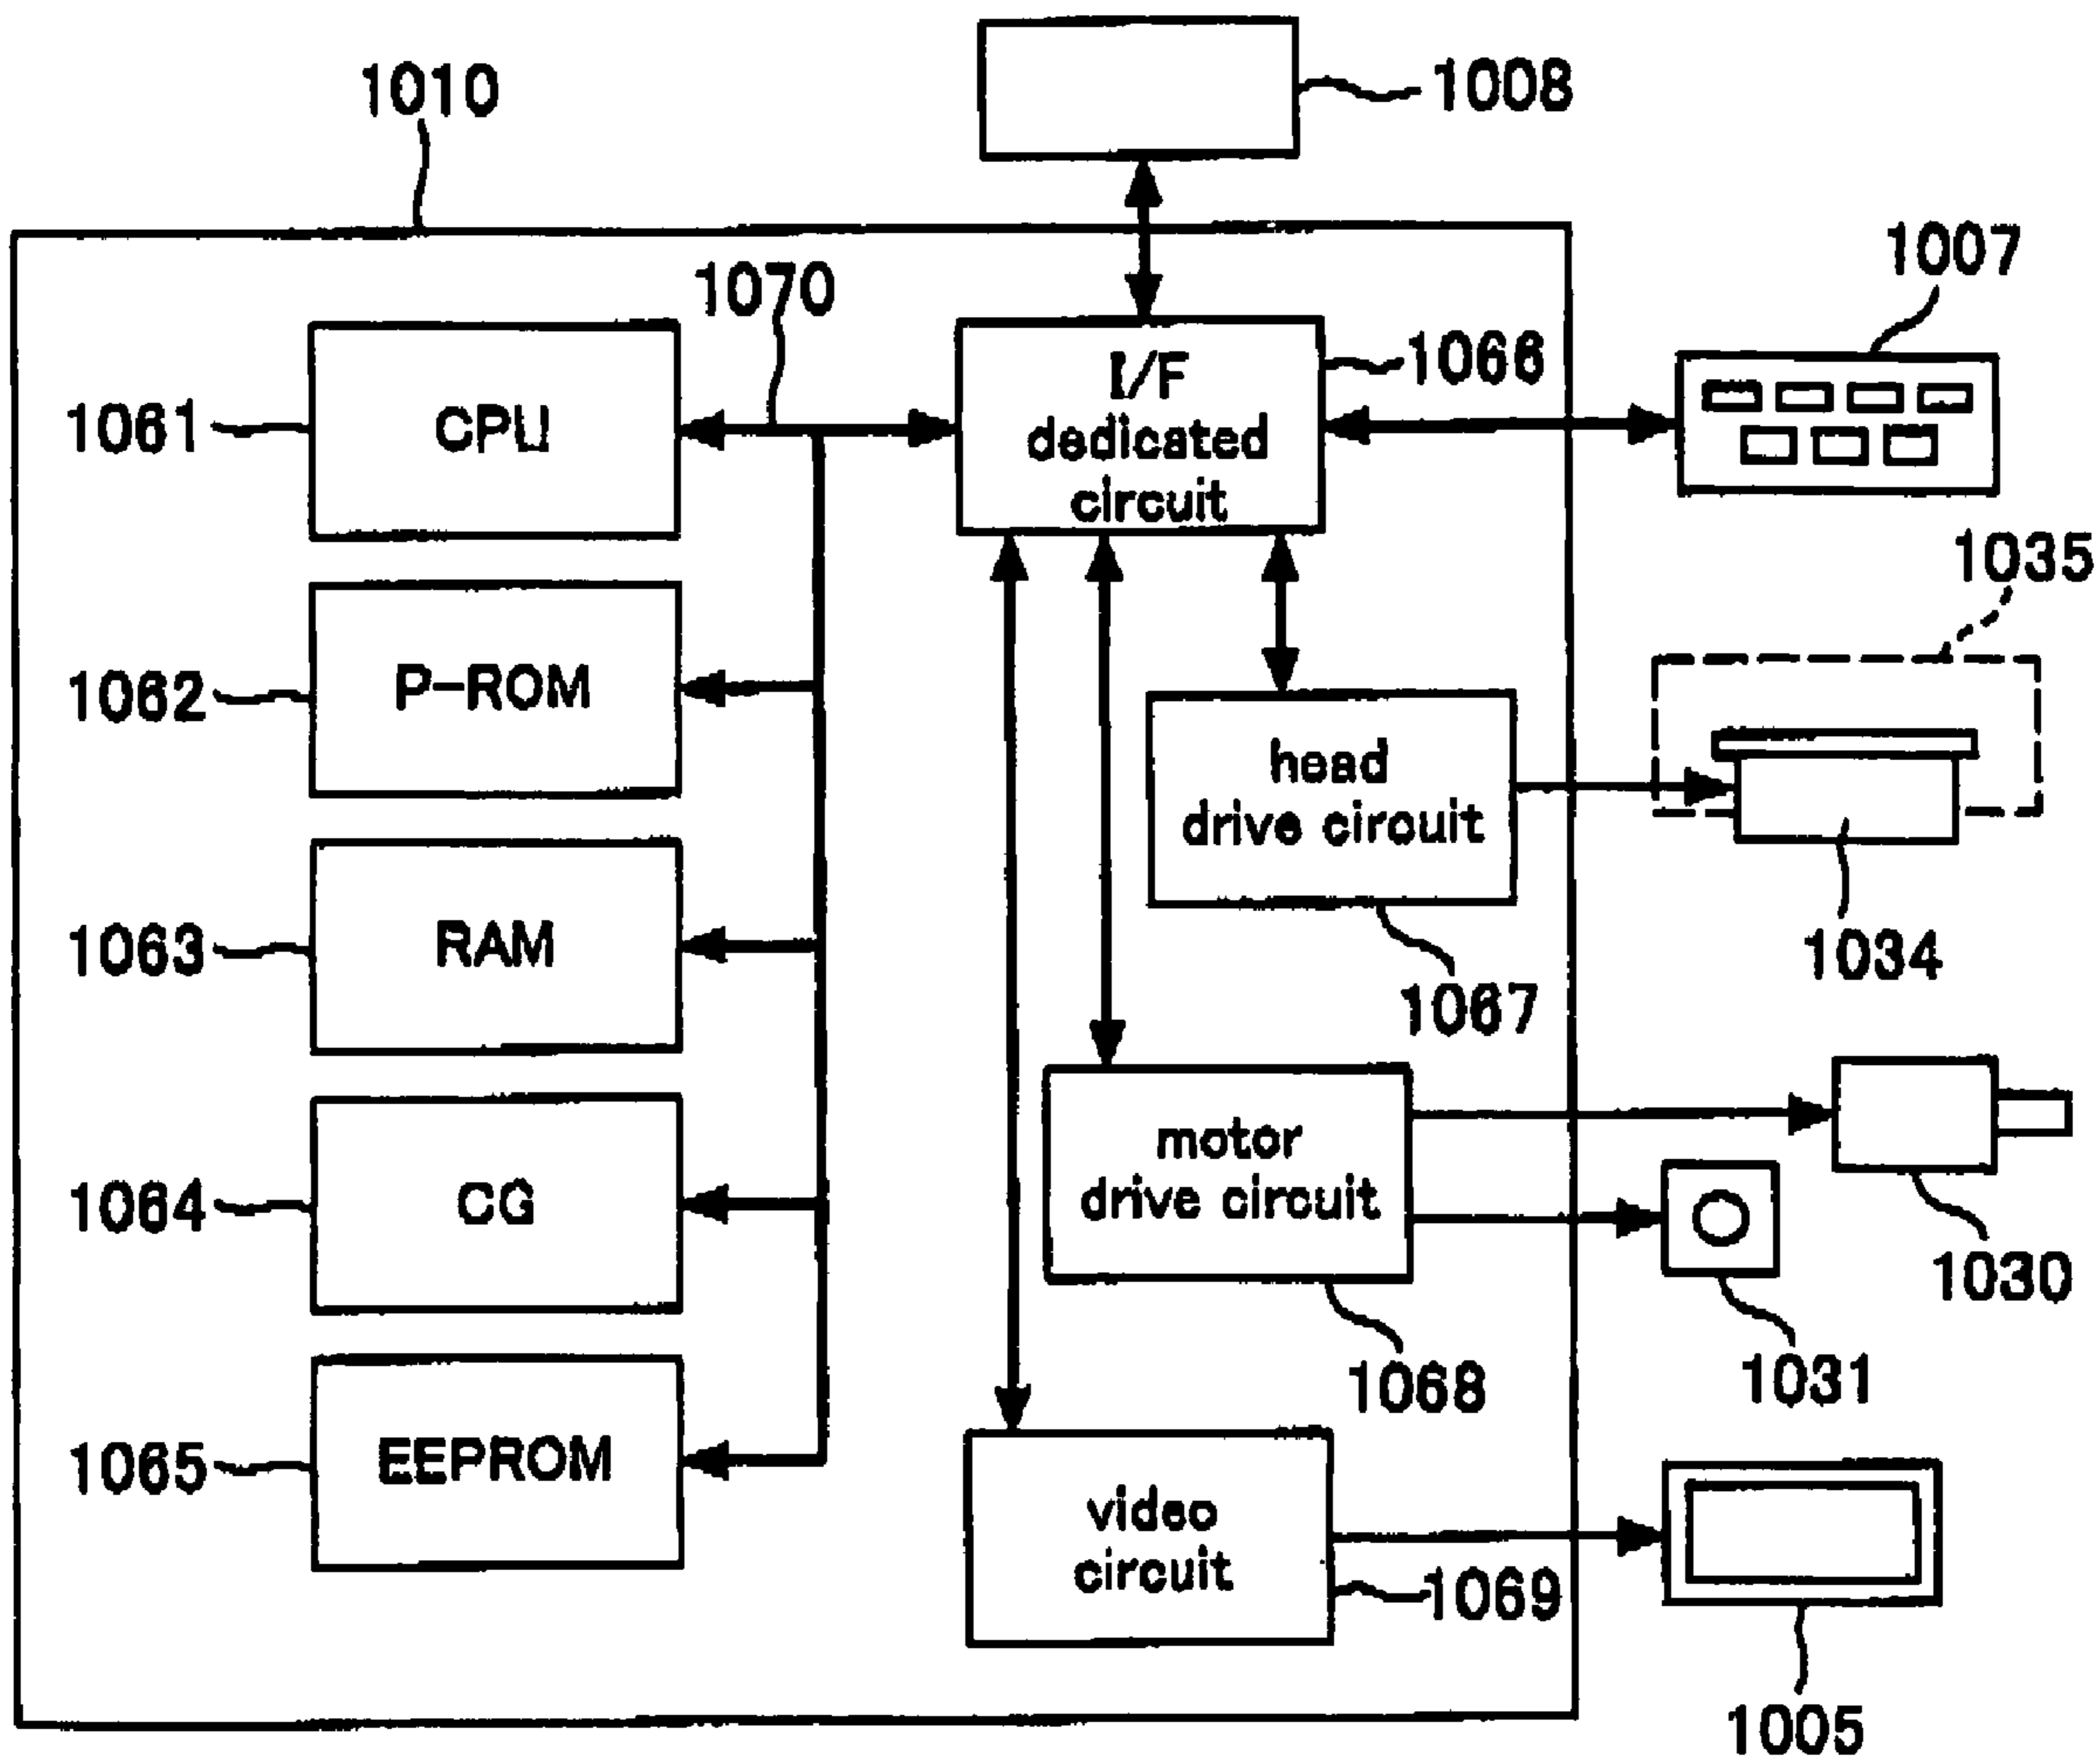 1010
1008
1070
1007
CPU
1061
I/F
dedicated
circuit
1066
1035
P-ROM
1062
head
drive circuit
1067
1034
RAM
1063
motor
drive circuit
1068
1030
1031
CG
1064
EEPROM
1065
video
circuit
1069
1005